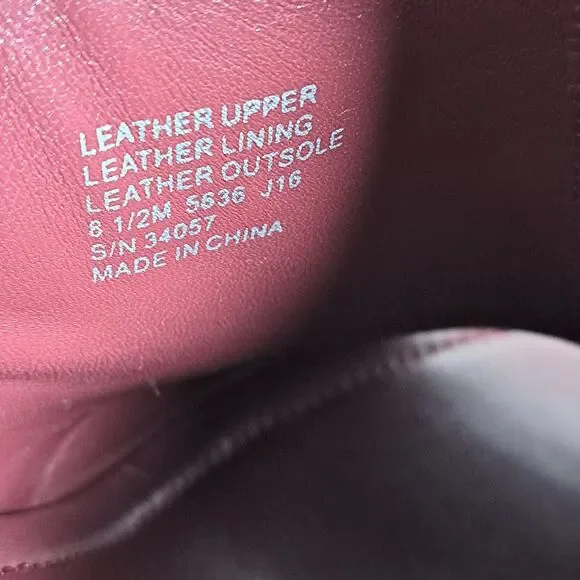 LEATHER UPPER
LEATHER LINING
LEATHER OUTSOLE
8 1/2M 5636 J16
S/N 34057
MADE IN CHINA